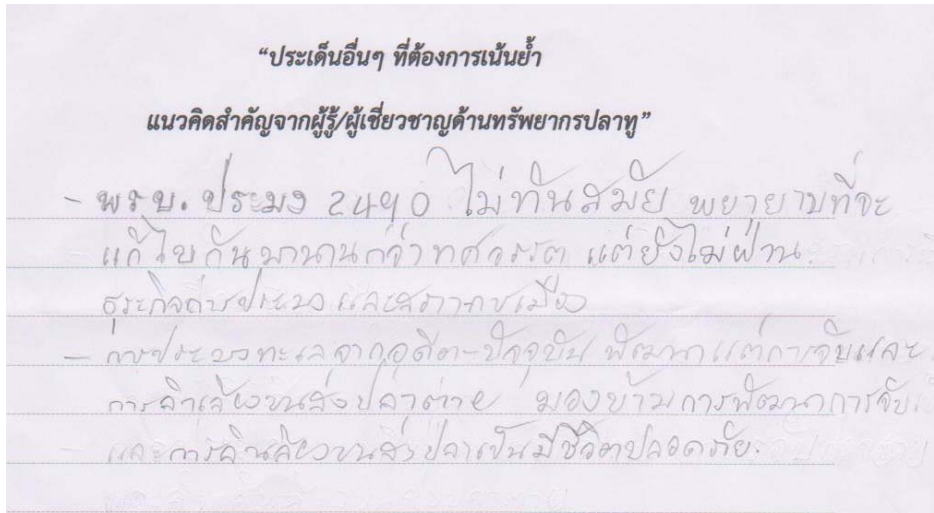 “ประเด็นอื่นๆ ที่ต้องการเน้นย้ำ
แนวคิดสำคัญจากผู้รู้/ผู้เชี่ยวชาญด้านทรัพยากรปลาทู”
- พรบ. ประมง 2490 ไม่ทันสมัย พยายามที่จะ
แก้ไขกันมานานกว่าทศวรรต แต่ยังไม่ผ่าน
ธุระกิจการประมง และสภาการเมือง
- การประมงทะเลจากอดีต-ปัจจุบัน พัฒนาแต่การจับและ
การลำเลียงขนส่งปลาตาย มองข้ามการพัฒนาการจับ
และการลำเลียงขนส่งปลาเป็นมีชีวิตปลอดภัย.